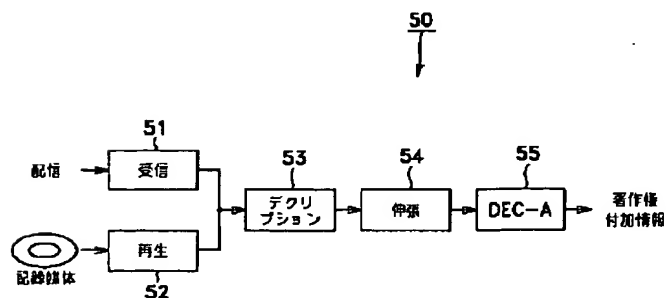 50
51
53
54
55
配信
受信
デクリ
プション
伸張
DEC-A
著作権
付加情報
再生
記録媒体
52